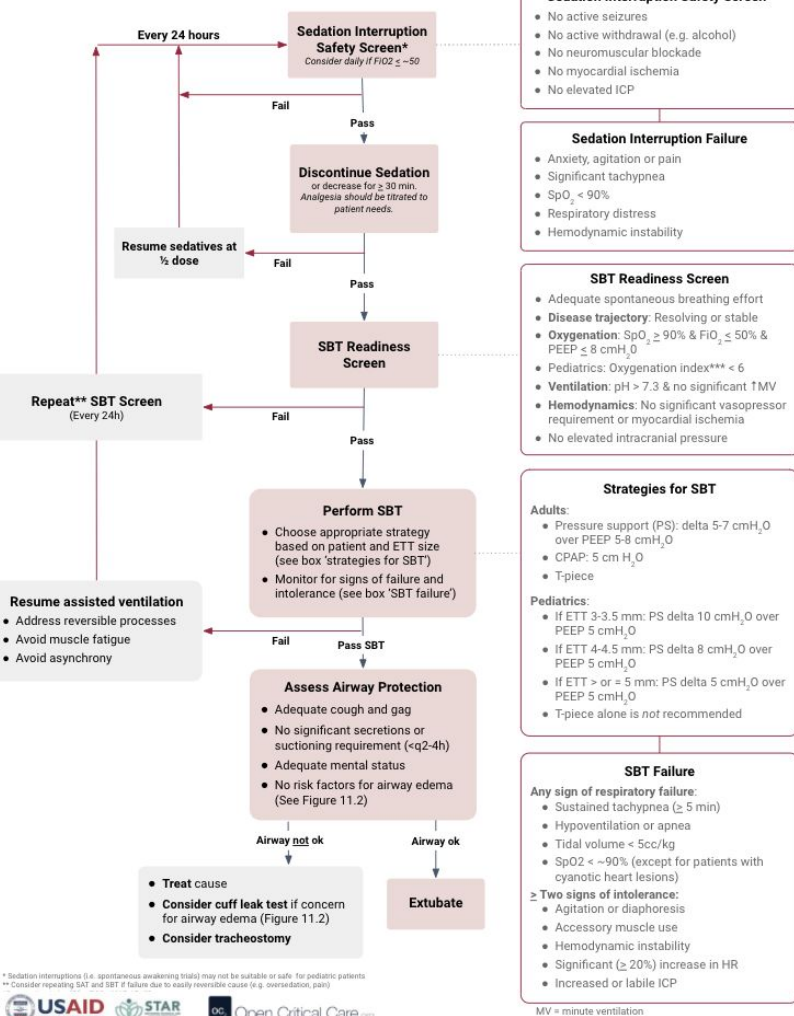 Every 24 hours
Sedation Interruption
Safety Screen*
Consider daily if FiO2 ≤ ~50
Fail
Pass
Discontinue Sedation
or decrease for ≥ 30 min.
Analgesia should be titrated to
patient needs.
Resume sedatives at
½ dose
Fail
Pass
SBT Readiness
Screen
Repeat** SBT Screen
(Every 24h)
Fail
Pass
Perform SBT
● Choose appropriate strategy
based on patient and ETT size
(see box ‘strategies for SBT’)
● Monitor for signs of failure and
intolerance (see box ‘SBT failure’)
Resume assisted ventilation
● Address reversible processes
● Avoid muscle fatigue
● Avoid asynchrony
Fail
Pass SBT
Assess Airway Protection
● Adequate cough and gag
● No significant secretions or
suctioning requirement (<q2-4h)
● Adequate mental status
● No risk factors for airway edema
(See Figure 11.2)
Airway not ok
Airway ok
● Treat cause
● Consider cuff leak test if concern
for airway edema (Figure 11.2)
● Consider tracheostomy
Extubate
* Sedation interruptions (i.e. spontaneous awakening trials) may not be suitable or safe for pediatric patients
** Consider repeating SAT and SBT if failure due to easily reversible cause (e.g. oversedation, pain)
USAID
STAR
OC
Open Critical Care
Sedation Interruption Safety Screen
● No active seizures
● No active withdrawal (e.g. alcohol)
● No neuromuscular blockade
● No myocardial ischemia
● No elevated ICP
Sedation Interruption Failure
● Anxiety, agitation or pain
● Significant tachypnea
● SpO₂ < 90%
● Respiratory distress
● Hemodynamic instability
SBT Readiness Screen
● Adequate spontaneous breathing effort
● Disease trajectory: Resolving or stable
● Oxygenation: SpO₂ ≥ 90% & FiO₂ ≤ 50% &
PEEP ≤ 8 cmH₂0
● Pediatrics: Oxygenation index*** < 6
● Ventilation: pH > 7.3 & no significant ↑MV
● Hemodynamics: No significant vasopressor
requirement or myocardial ischemia
● No elevated intracranial pressure
Strategies for SBT
Adults:
● Pressure support (PS): delta 5-7 cmH₂O
over PEEP 5-8 cmH₂O
● CPAP: 5 cm H₂O
● T-piece
Pediatrics:
● If ETT 3-3.5 mm: PS delta 10 cmH₂O over
PEEP 5 cmH₂O
● If ETT 4-4.5 mm: PS delta 8 cmH₂O over
PEEP 5 cmH₂O
● If ETT > or = 5 mm: PS delta 5 cmH₂O over
PEEP 5 cmH₂O
● T-piece alone is not recommended
SBT Failure
Any sign of respiratory failure:
● Sustained tachypnea (≥ 5 min)
● Hypoventilation or apnea
● Tidal volume < 5cc/kg
● SpO2 < ~90% (except for patients with
cyanotic heart lesions)
≥ Two signs of intolerance:
● Agitation or diaphoresis
● Accessory muscle use
● Hemodynamic instability
● Significant (≥ 20%) increase in HR
● Increased or labile ICP
MV = minute ventilation